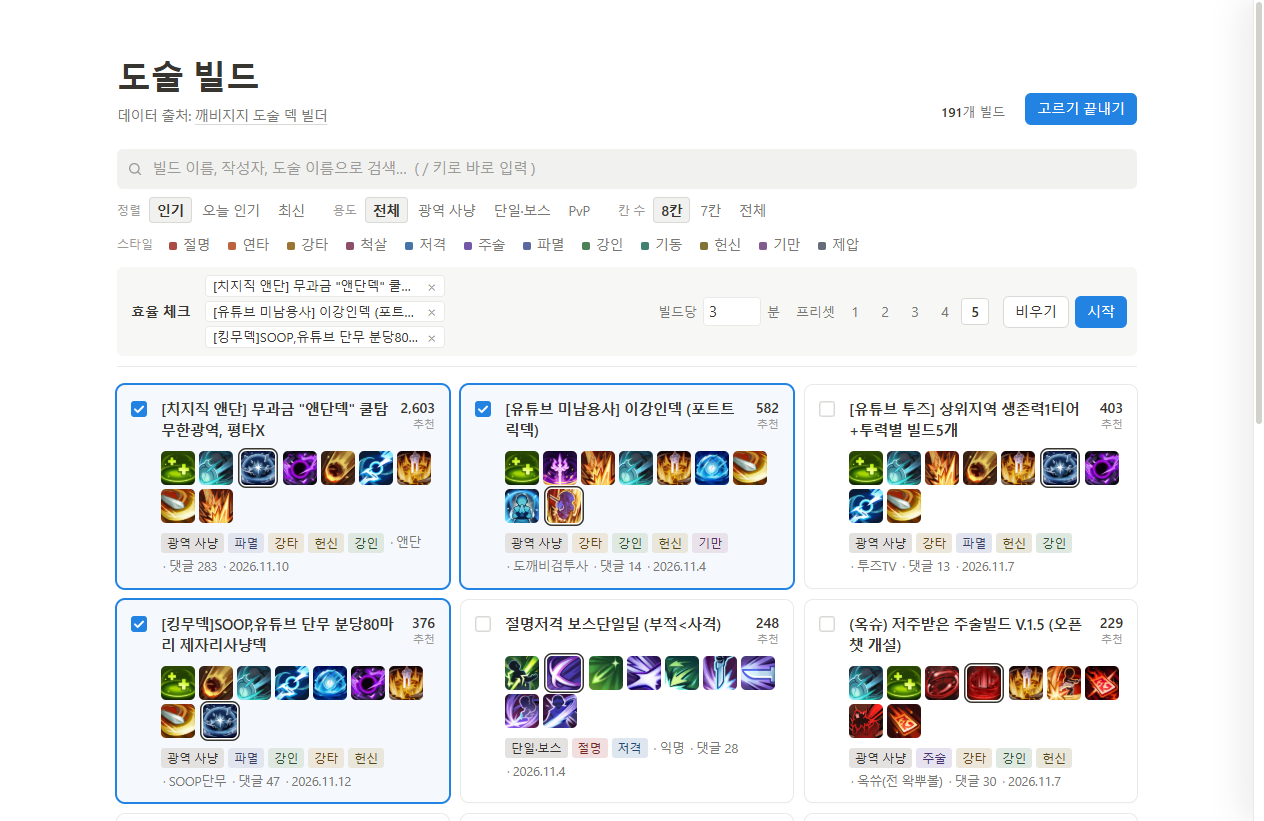 도술 빌드
데이터 출처: 깨비지지 도술 덱 빌더
191개 빌드
고르기 끝내기
빌드 이름, 작성자, 도술 이름으로 검색... ( / 키로 바로 입력 )
정렬 인기 오늘 인기 최신 용도 전체 광역 사냥 단일·보스 PvP 칸 수 8칸 7칸 전체
스타일 절명 연타 강타 척살 저격 주술 파멸 강인 기동 헌신 기만 제압
효율 체크
[치지직 앤단] 무과금 "앤단덱" 쿨... ×
[유튜브 미남용사] 이강인덱 (포트... ×
[킹무덱]SOOP,유튜브 단무 분당80... ×
빌드당 3 분 프리셋 1 2 3 4 5 비우기 시작
[치지직 앤단] 무과금 "앤단덱" 쿨탐
무한광역, 평타X
2,603
추천
광역 사냥 파멸 강타 헌신 강인 · 앤단
· 댓글 283 · 2026.11.10
[유튜브 미남용사] 이강인덱 (포트트
릭덱)
582
추천
광역 사냥 강타 강인 헌신 기만
· 도깨비검투사 · 댓글 14 · 2026.11.4
[유튜브 투즈] 상위지역 생존력1티어
+투력별 빌드5개
403
추천
광역 사냥 강타 파멸 헌신 강인
· 투즈TV · 댓글 13 · 2026.11.7
[킹무덱]SOOP,유튜브 단무 분당80마
리 제자리사냥덱
376
추천
광역 사냥 파멸 강인 강타 헌신
· SOOP단무 · 댓글 47 · 2026.11.12
절명저격 보스단일딜 (부적<사격)
248
추천
단일·보스 절명 저격 · 익명 · 댓글 28
· 2026.11.4
(옥슈) 저주받은 주술빌드 V.1.5 (오픈
챗 개설)
229
추천
광역 사냥 주술 강타 강인 헌신
· 옥슈(전 왁뿌볼) · 댓글 30 · 2026.11.7